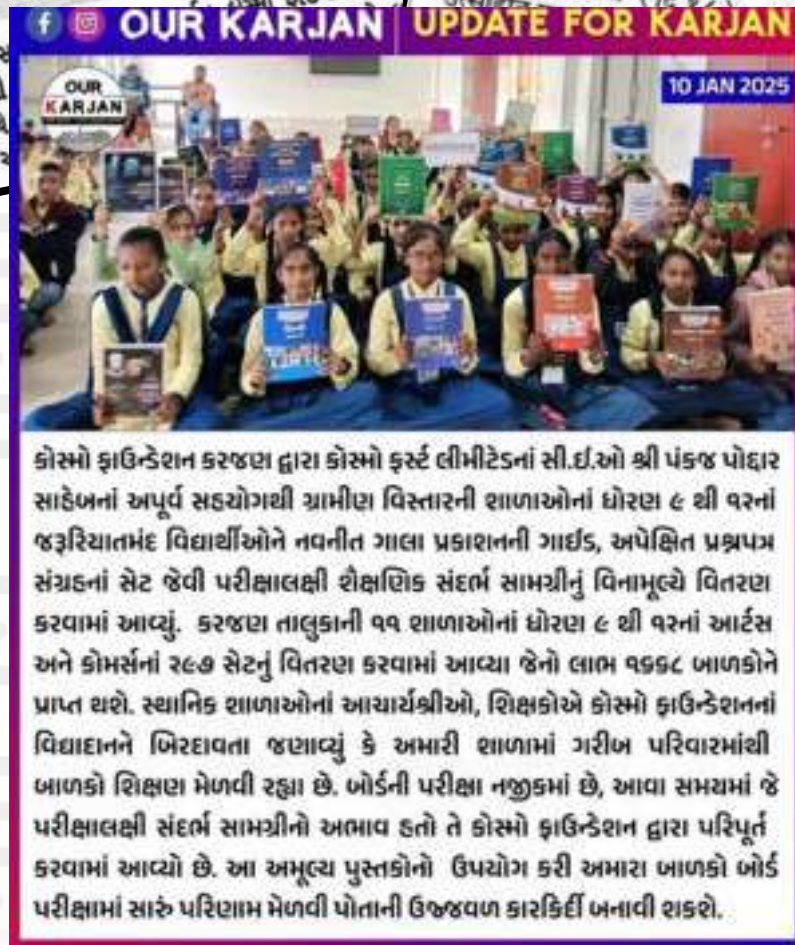 OUR KARJAN UPDATE FOR KARJAN
OUR
KARJAN
10 JAN 2025
કોસ્મો ફાઉન્ડેશન કરજણ દ્વારા કોસ્મો ફર્સ્ટ લીમીટેડનાં સી.ઈ.ઓ શ્રી પંકજ પોદ્દાર
સાહેબનાં અપૂર્વ સહયોગથી ગ્રામીણ વિસ્તારની શાળાઓનાં ધોરણ ૯ થી ૧૨નાં
જરૂરિયાતમંદ વિદ્યાર્થીઓને નવનીત ગાલા પ્રકાશનની ગાઈડ, અપેક્ષિત પ્રશ્નપત્ર
સંગ્રહનાં સેટ જેવી પરીક્ષાલક્ષી શૈક્ષણિક સંદર્ભ સામગ્રીનું વિનામૂલ્યે વિતરણ
કરવામાં આવ્યું. કરજણ તાલુકાની ૧૧ શાળાઓનાં ધોરણ ૯ થી ૧૨નાં આર્ટસ
અને કોમર્સનાં ૨૯૭ સેટનું વિતરણ કરવામાં આવ્યા જેનો લાભ ૧૬૬૮ બાળકોને
પ્રાપ્ત થશે. સ્થાનિક શાળાઓનાં આચાર્યશ્રીઓ, શિક્ષકોએ કોસ્મો ફાઉન્ડેશનનાં
વિદ્યાદાનને બિરદાવતા જણાવ્યું કે અમારી શાળામાં ગરીબ પરિવારમાંથી
બાળકો શિક્ષણ મેળવી રહ્યા છે. બોર્ડની પરીક્ષા નજીકમાં છે, આવા સમયમાં જે
પરીક્ષાલક્ષી સંદર્ભ સામગ્રીનો અભાવ હતો તે કોસ્મો ફાઉન્ડેશન દ્વારા પરિપૂર્ત
કરવામાં આવ્યો છે. આ અમૂલ્ય પુસ્તકોનો ઉપયોગ કરી અમારા બાળકો બોર્ડ
પરીક્ષામાં સારું પરિણામ મેળવી પોતાની ઉજ્જવળ કારકિર્દી બનાવી શકશે.